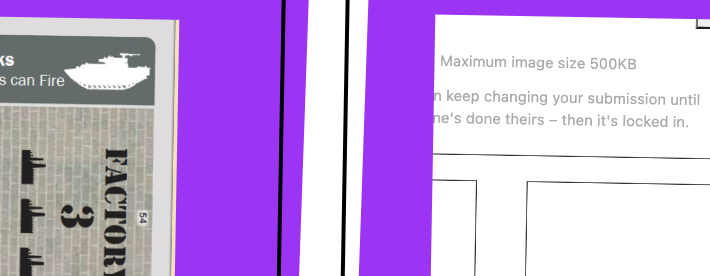 ks
s can Fire
FACTORY
3
54
Maximum image size 500KB
n keep changing your submission until
ne's done theirs – then it's locked in.